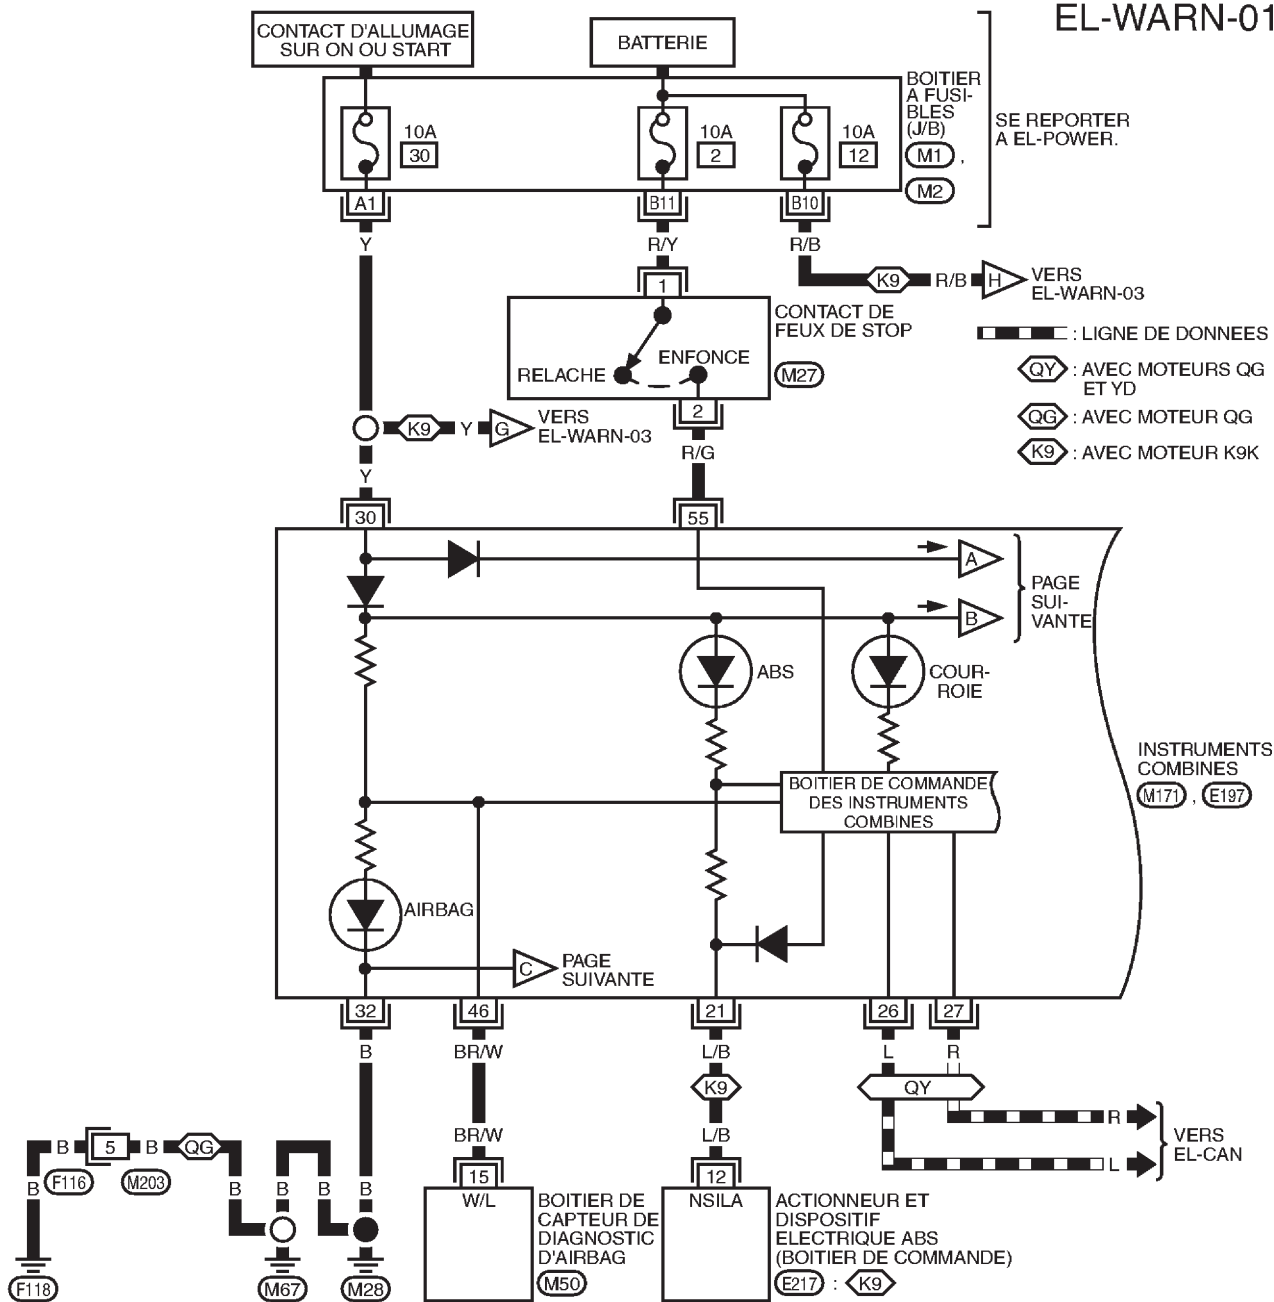 EL-WARN-01
CONTACT D'ALLUMAGE
SUR ON OU START
BATTERIE
BOITIER
A FUSI-
BLES
(J/B)
M1 ,
M2
SE REPORTER
A EL-POWER.
10A
30
10A
2
10A
12
A1
B11
B10
Y
R/Y
R/B
K9
R/B
H
VERS
EL-WARN-03
1
CONTACT DE
FEUX DE STOP
ENFONCE
RELACHE
M27
2
: LIGNE DE DONNEES
QY : AVEC MOTEURS QG
ET YD
QG : AVEC MOTEUR QG
K9 : AVEC MOTEUR K9K
K9
Y
G
VERS
EL-WARN-03
R/G
Y
30
55
A
B
PAGE
SUI-
VANTE
ABS
COUR-
ROIE
INSTRUMENTS
COMBINES
M171 , E197
BOITIER DE COMMANDE
DES INSTRUMENTS
COMBINES
AIRBAG
C
PAGE
SUIVANTE
32
46
21
26
27
B
BR/W
L/B
L
R
K9
QY
R
L
VERS
EL-CAN
BR/W
L/B
B
5
B
QG
F116
M203
B
B
B
B
B
15
W/L
12
NSILA
BOITIER DE
CAPTEUR DE
DIAGNOSTIC
D'AIRBAG
M50
ACTIONNEUR ET
DISPOSITIF
ELECTRIQUE ABS
(BOITIER DE COMMANDE)
E217 : K9
F118
M67
M28